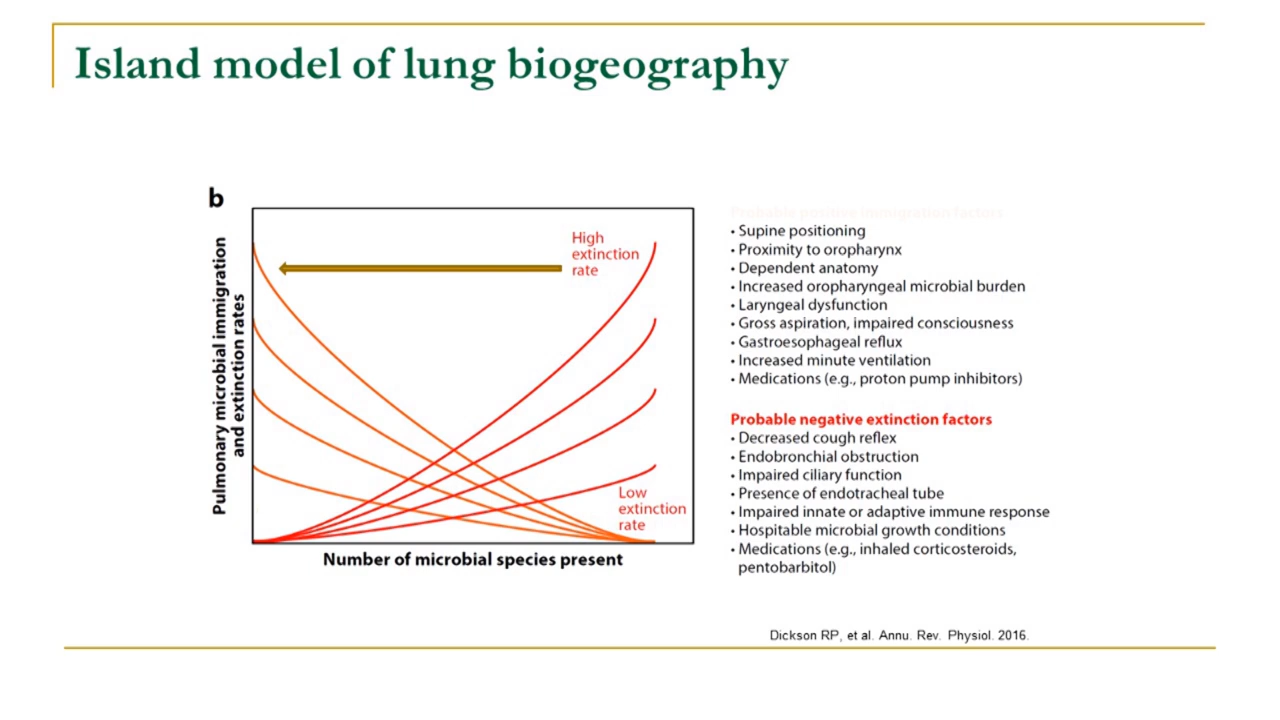 Island model of lung biogeography
b
Pulmonary microbial immigration
and extinction rates
High
extinction
rate
Low
extinction
rate
Number of microbial species present
Probable positive immigration factors
• Supine positioning
• Proximity to oropharynx
• Dependent anatomy
• Increased oropharyngeal microbial burden
• Laryngeal dysfunction
• Gross aspiration, impaired consciousness
• Gastroesophageal reflux
• Increased minute ventilation
• Medications (e.g., proton pump inhibitors)
Probable negative extinction factors
• Decreased cough reflex
• Endobronchial obstruction
• Impaired ciliary function
• Presence of endotracheal tube
• Impaired innate or adaptive immune response
• Hospitable microbial growth conditions
• Medications (e.g., inhaled corticosteroids,
pentobarbitol)
Dickson RP, et al. Annu. Rev. Physiol. 2016.